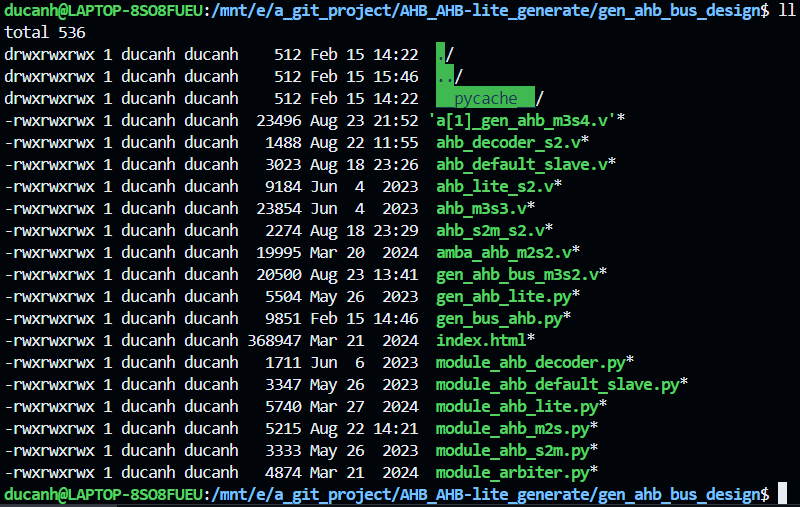 ducanh@LAPTOP-8SO8FUEU:/mnt/e/a_git_project/AHB_AHB-lite_generate/gen_ahb_bus_design$ ll
total 536
drwxrwxrwx 1 ducanh ducanh    512 Feb 15 14:22 ./
drwxrwxrwx 1 ducanh ducanh    512 Feb 15 15:46 ../
drwxrwxrwx 1 ducanh ducanh    512 Feb 15 14:22 __pycache__/
-rwxrwxrwx 1 ducanh ducanh  23496 Aug 23 21:52 'a[1]_gen_ahb_m3s4.v'*
-rwxrwxrwx 1 ducanh ducanh   1488 Aug 22 11:55 ahb_decoder_s2.v*
-rwxrwxrwx 1 ducanh ducanh   3023 Aug 18 23:26 ahb_default_slave.v*
-rwxrwxrwx 1 ducanh ducanh   9184 Jun  4  2023 ahb_lite_s2.v*
-rwxrwxrwx 1 ducanh ducanh  23854 Jun  4  2023 ahb_m3s3.v*
-rwxrwxrwx 1 ducanh ducanh   2274 Aug 18 23:29 ahb_s2m_s2.v*
-rwxrwxrwx 1 ducanh ducanh  19995 Mar 20  2024 amba_ahb_m2s2.v*
-rwxrwxrwx 1 ducanh ducanh  20500 Aug 23 13:41 gen_ahb_bus_m3s2.v*
-rwxrwxrwx 1 ducanh ducanh   5504 May 26  2023 gen_ahb_lite.py*
-rwxrwxrwx 1 ducanh ducanh   9851 Feb 15 14:46 gen_bus_ahb.py*
-rwxrwxrwx 1 ducanh ducanh 368947 Mar 21  2024 index.html*
-rwxrwxrwx 1 ducanh ducanh   1711 Jun  6  2023 module_ahb_decoder.py*
-rwxrwxrwx 1 ducanh ducanh   3347 May 26  2023 module_ahb_default_slave.py*
-rwxrwxrwx 1 ducanh ducanh   5740 Mar 27  2024 module_ahb_lite.py*
-rwxrwxrwx 1 ducanh ducanh   5215 Aug 22 14:21 module_ahb_m2s.py*
-rwxrwxrwx 1 ducanh ducanh   3333 May 26  2023 module_ahb_s2m.py*
-rwxrwxrwx 1 ducanh ducanh   4874 Mar 21  2024 module_arbiter.py*
ducanh@LAPTOP-8SO8FUEU:/mnt/e/a_git_project/AHB_AHB-lite_generate/gen_ahb_bus_design$